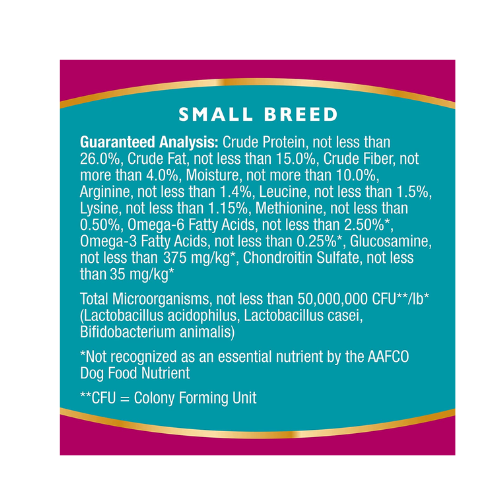 SMALL BREED
Guaranteed Analysis: Crude Protein, not less than
26.0%, Crude Fat, not less than 15.0%, Crude Fiber, not
more than 4.0%, Moisture, not more than 10.0%,
Arginine, not less than 1.4%, Leucine, not less than 1.5%,
Lysine, not less than 1.15%, Methionine, not less than
0.50%, Omega-6 Fatty Acids, not less than 2.50%*,
Omega-3 Fatty Acids, not less than 0.25%*, Glucosamine,
not less than 375 mg/kg*, Chondroitin Sulfate, not less
than 35 mg/kg*
Total Microorganisms, not less than 50,000,000 CFU**/lb*
(Lactobacillus acidophilus, Lactobacillus casei,
Bifidobacterium animalis)
*Not recognized as an essential nutrient by the AAFCO
Dog Food Nutrient
**CFU = Colony Forming Unit